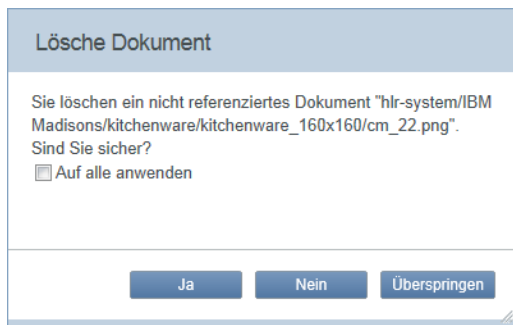 Lösche Dokument
Sie löschen ein nicht referenziertes Dokument "hlr-system/IBM
Madisons/kitchenware/kitchenware_160x160/cm_22.png".
Sind Sie sicher?
Auf alle anwenden
Ja Nein Überspringen